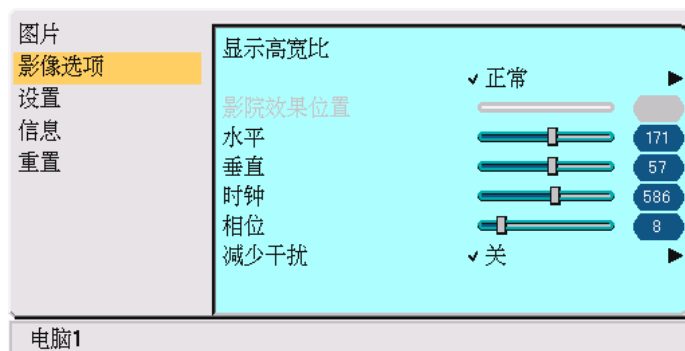 图片
影像选项
设置
信息
重置
显示高宽比
✓正常
影院效果位置
水平 171
垂直 57
时钟 586
相位 8
减少干扰 ✓关
电脑1